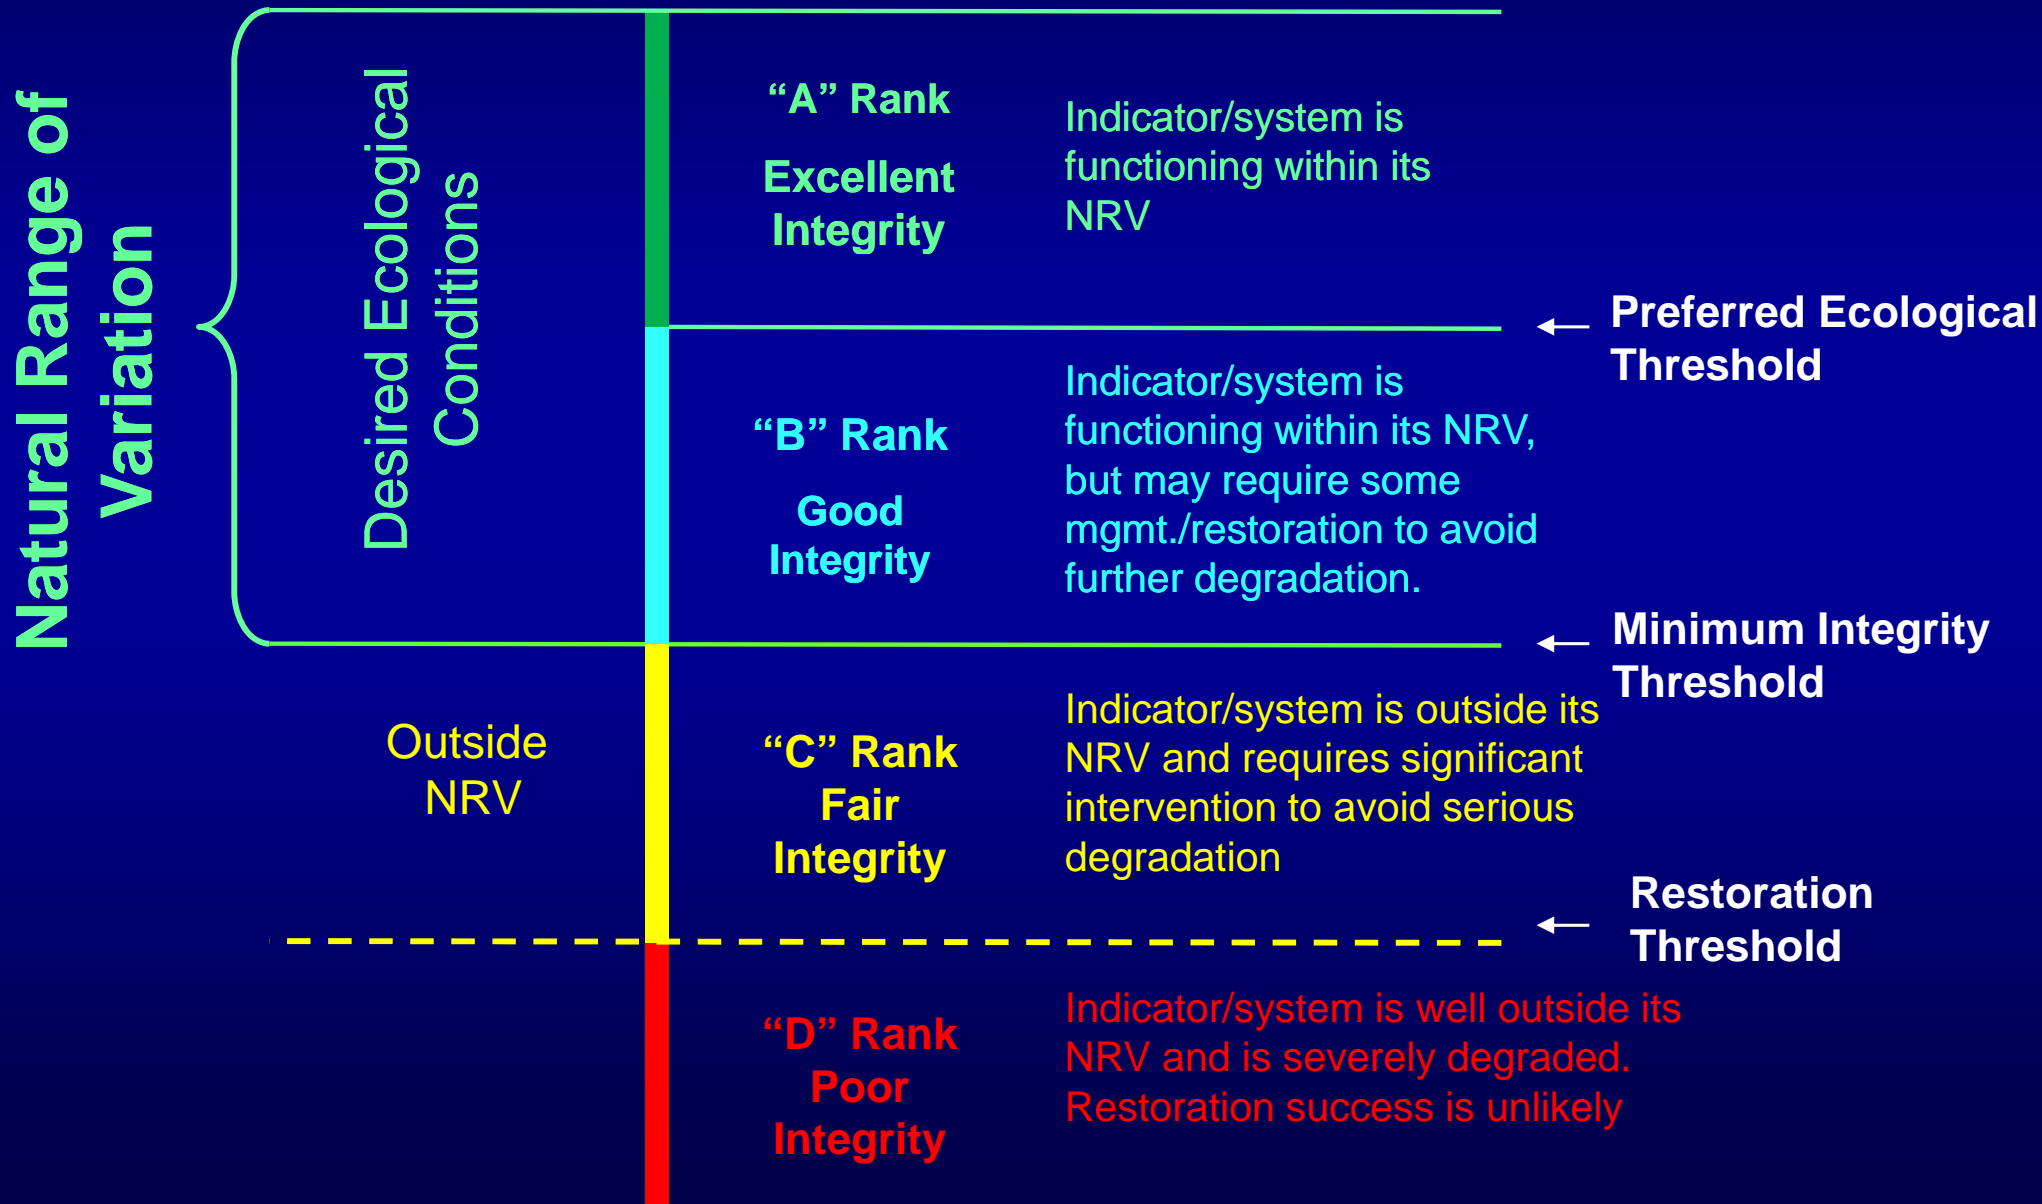 Natural Range of
Variation
Desired Ecological
Conditions
“A” Rank
Excellent
Integrity
Indicator/system is
functioning within its
NRV
Preferred Ecological
Threshold
“B” Rank
Good
Integrity
Indicator/system is
functioning within its NRV,
but may require some
mgmt./restoration to avoid
further degradation.
Minimum Integrity
Threshold
Outside
NRV
“C” Rank
Fair
Integrity
Indicator/system is outside its
NRV and requires significant
intervention to avoid serious
degradation
Restoration
Threshold
“D” Rank
Poor
Integrity
Indicator/system is well outside its
NRV and is severely degraded.
Restoration success is unlikely